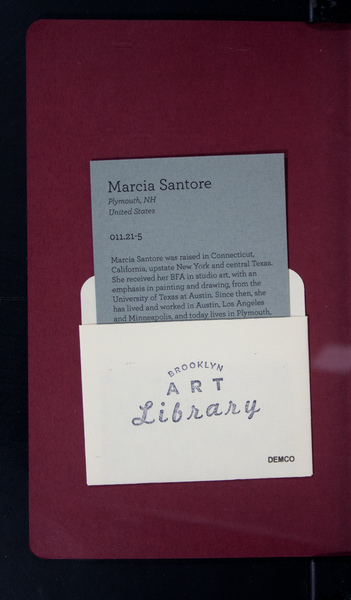 Marcia Santore
Plymouth, NH
United States
011.21-5
Marcia Santore was raised in Connecticut,
California, upstate New York and central Texas.
She received her BFA in studio art, with an
emphasis in painting and drawing, from the
University of Texas at Austin. Since then, she
has lived and worked in Austin, Los Angeles
and Minneapolis, and today lives in Plymouth,
BROOKLYN
ART
Library
DEMCO